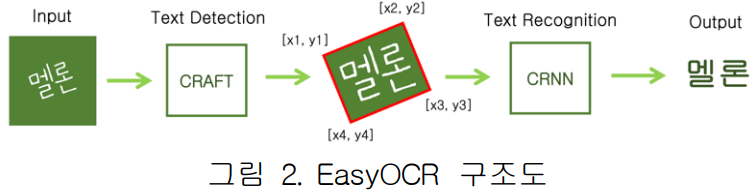 Input
멜론
Text Detection
CRAFT
[x1, y1]
[x2, y2]
멜론
[x3, y3]
[x4, y4]
Text Recognition
CRNN
Output
멜론
그림 2. EasyOCR 구조도